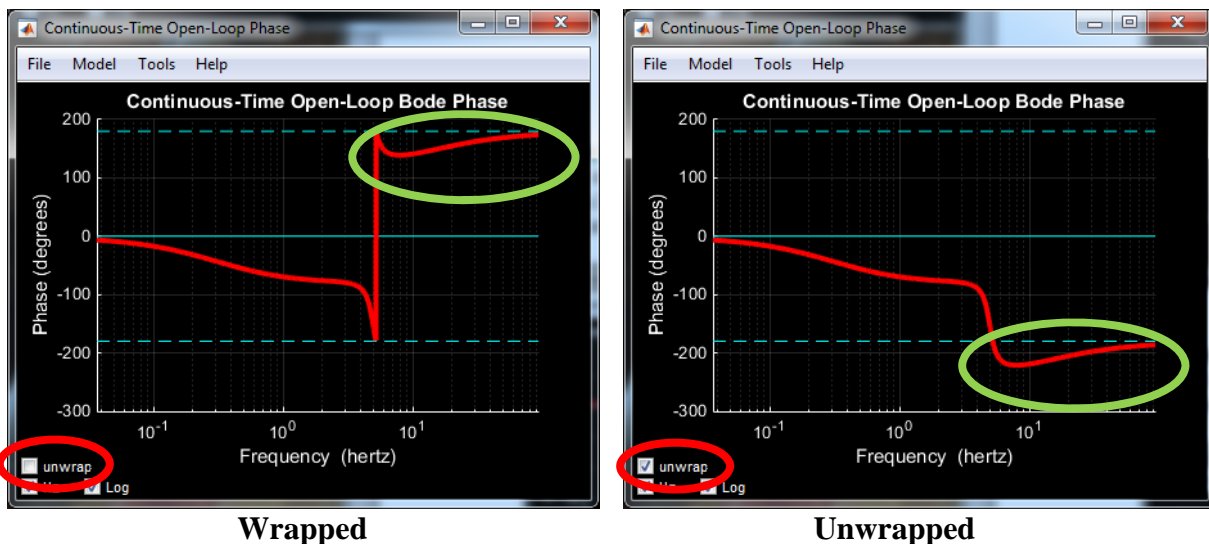 Continuous-Time Open-Loop Phase
File Model Tools Help
Continuous-Time Open-Loop Bode Phase
Phase (degrees)
200
100
0
-100
-200
-300
10^-1
10^0
10^1
Frequency (hertz)
unwrap
Log
Wrapped
Continuous-Time Open-Loop Phase
File Model Tools Help
Continuous-Time Open-Loop Bode Phase
Phase (degrees)
200
100
0
-100
-200
-300
10^-1
10^0
10^1
Frequency (hertz)
unwrap
Log
Unwrapped